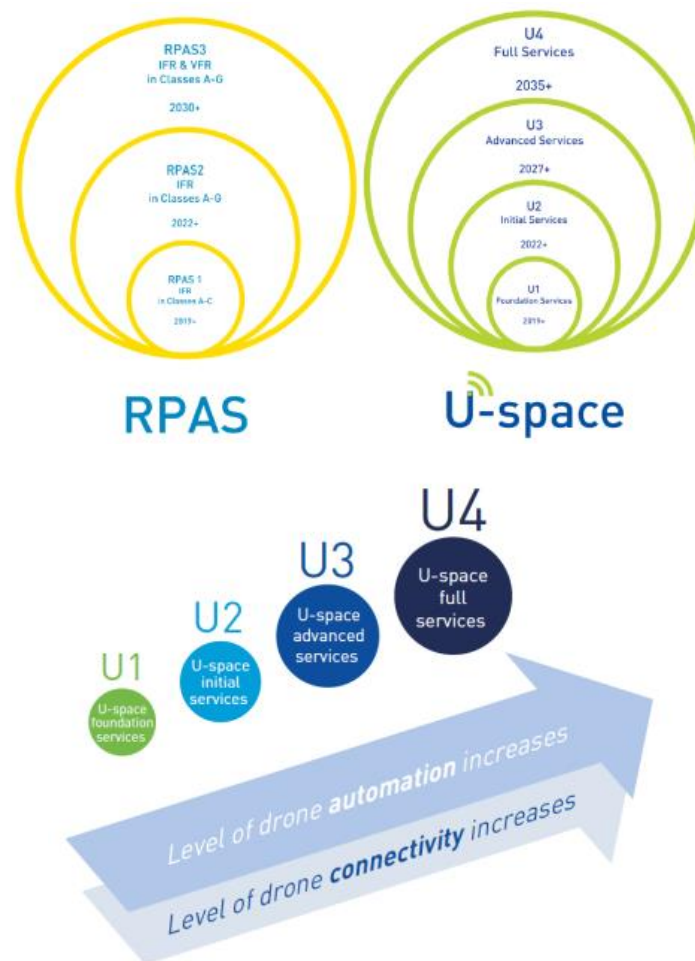 RPAS3
IFR & VFR
in Classes A-G
2030+
RPAS2
IFR
in Classes A-G
2022+
RPAS 1
IFR
in Classes A-C
2019+
RPAS
U4
Full Services
2035+
U3
Advanced Services
2027+
U2
Initial Services
2022+
U1
Foundation Services
2019+
U-space
U1
U-space
foundation
services
U2
U-space
initial
services
U3
U-space
advanced
services
U4
U-space
full
services
Level of drone automation increases
Level of drone connectivity increases